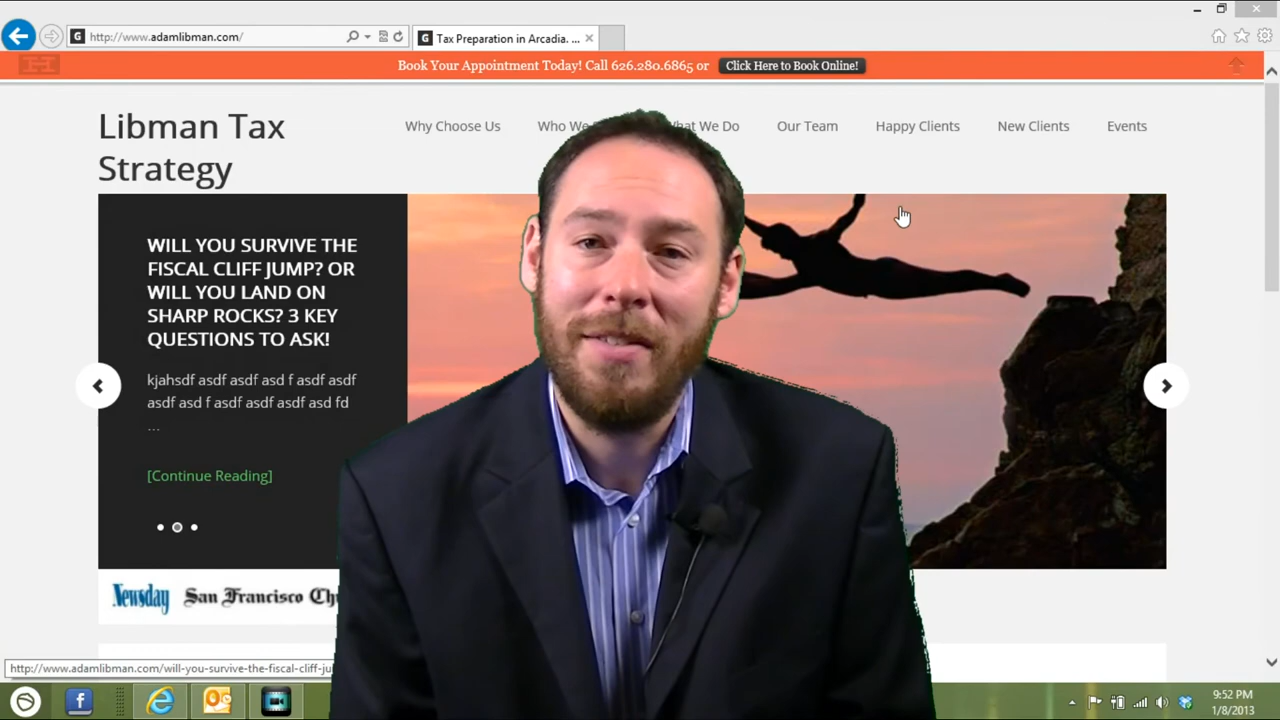 http://www.adamlibman.com/
Tax Preparation in Arcadia. ...
Book Your Appointment Today! Call 626.280.6865 or
Click Here to Book Online!
Libman Tax
Strategy
Why Choose Us
Who We
What We Do
Our Team
Happy Clients
New Clients
Events
WILL YOU SURVIVE THE
FISCAL CLIFF JUMP? OR
WILL YOU LAND ON
SHARP ROCKS? 3 KEY
QUESTIONS TO ASK!
kjahsdf asdf asdf asd f asdf asdf
asdf asd f asdf asdf asdf asd fd
...
[Continue Reading]
Newsday
San Francisco Ch
http://www.adamlibman.com/will-you-survive-the-fiscal-cliff-ju
9:52 PM
1/8/2013